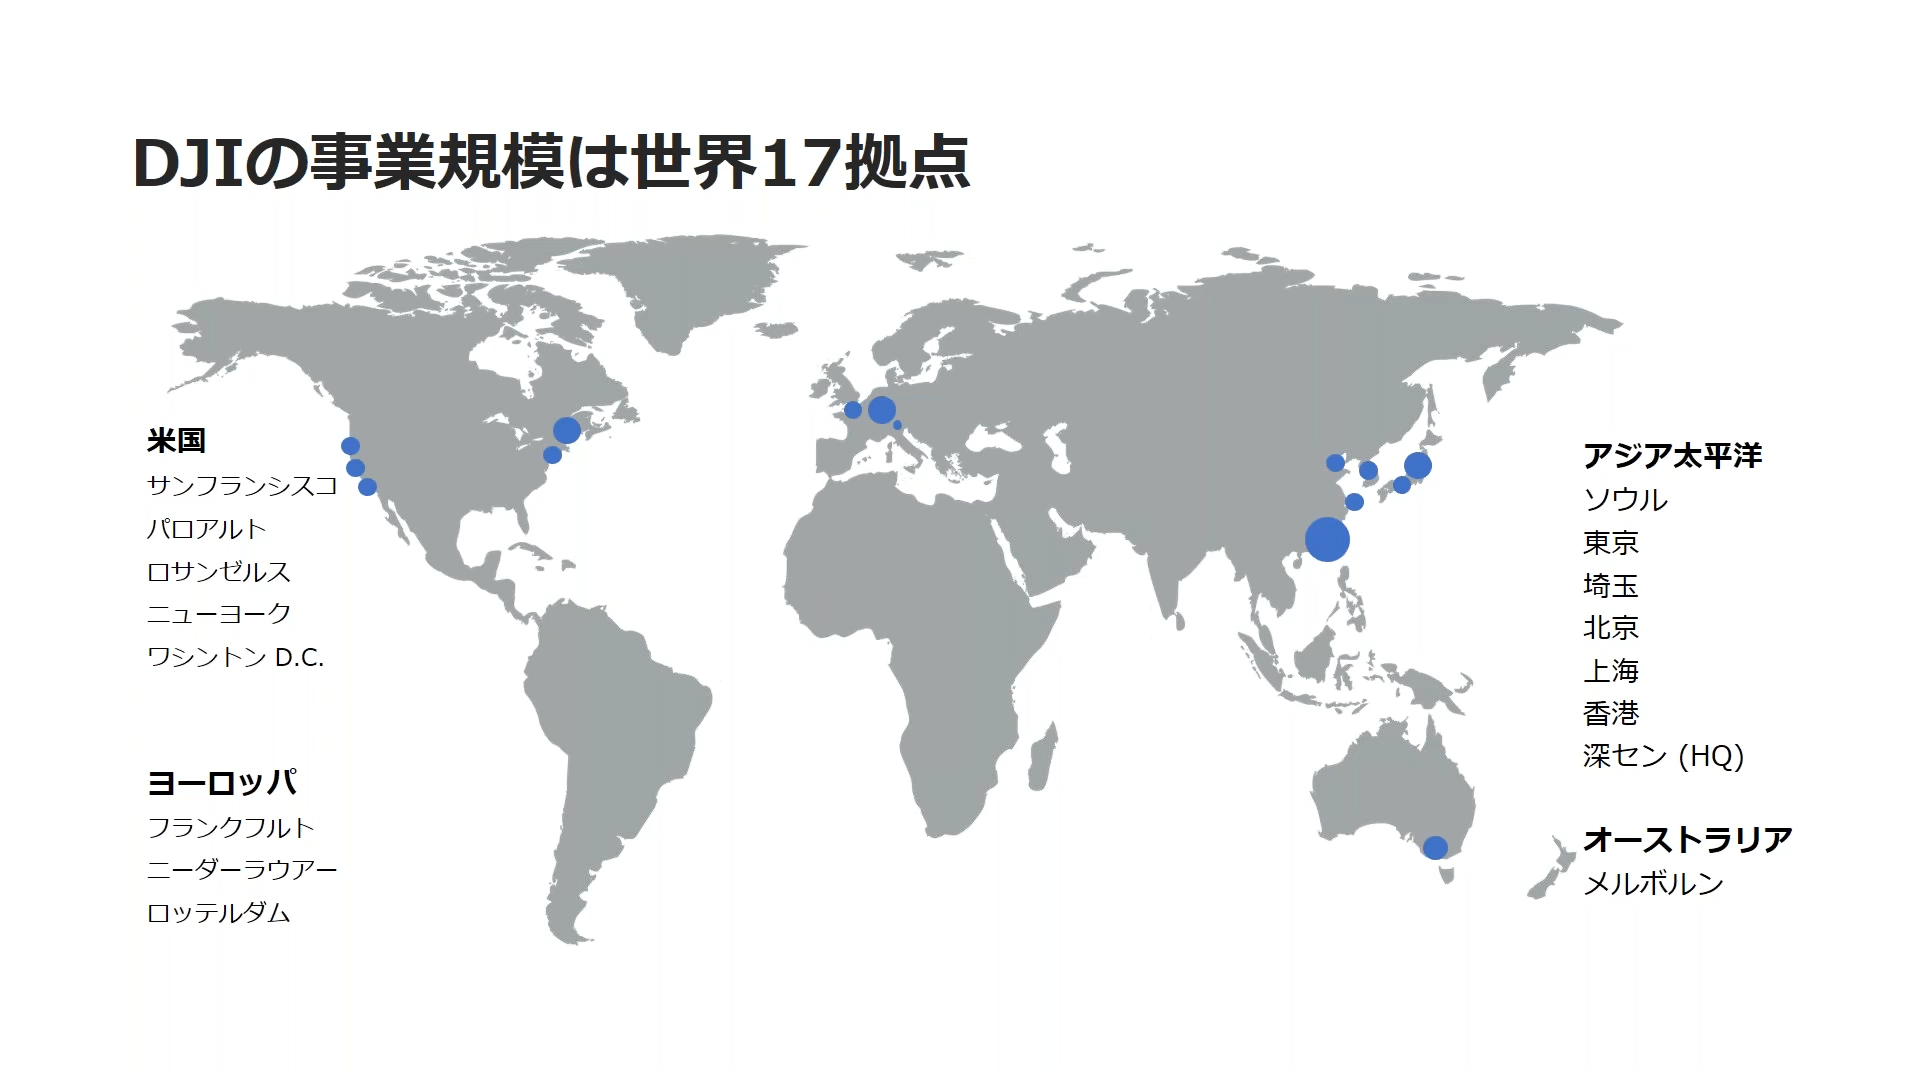 DJIの事業規模は世界17拠点
米国
サンフランシスコ
パロアルト
ロサンゼルス
ニューヨーク
ワシントン D.C.
ヨーロッパ
フランクフルト
ニーダーラウアー
ロッテルダム
アジア太平洋
ソウル
東京
埼玉
北京
上海
香港
深セン (HQ)
オーストラリア
メルボルン